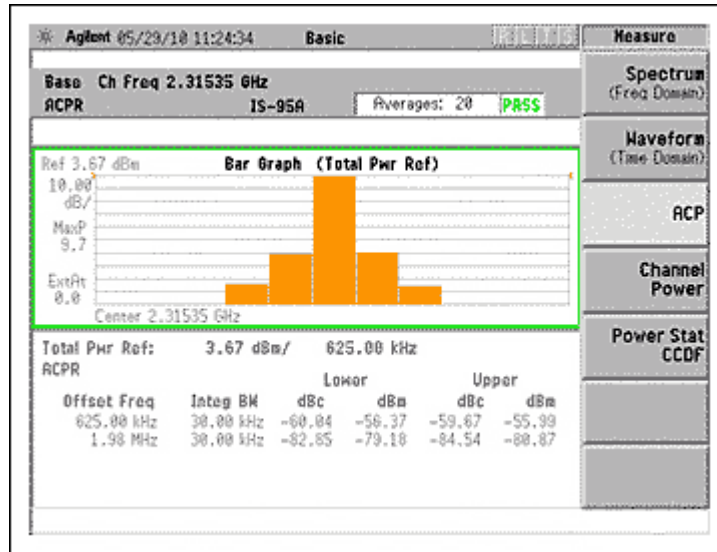 Agilent 05/29/10 11:24:34 Basic R L T S
Measure
Base Ch Freq 2.31535 GHz
ACPR IS-95A Averages: 20 PASS
Ref 3.67 dBm Bar Graph (Total Pwr Ref)
10.00
dB/
MaxP
9.7
ExtAt
0.0
Center 2.31535 GHz
Total Pwr Ref: 3.67 dBm/ 625.00 kHz
ACPR
Lower Upper
Offset Freq Integ BW dBc dBm dBc dBm
625.00 kHz 30.00 kHz -60.04 -56.37 -59.67 -55.99
1.98 MHz 30.00 kHz -82.85 -79.18 -84.54 -80.87
Spectrum
(Freq Domain)
Waveform
(Time Domain)
ACP
Channel
Power
Power Stat
CCDF